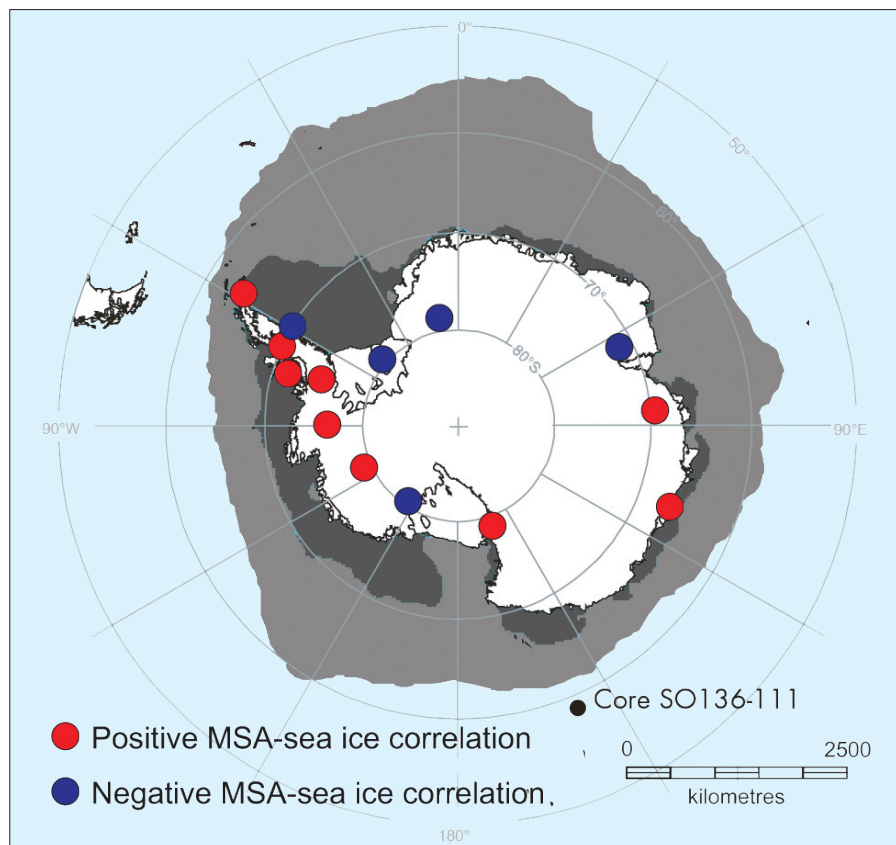 0°
50°
60°
70°
80°S
90°W
90°E
Core SO136-111
Positive MSA-sea ice correlation
0 2500
Negative MSA-sea ice correlation
kilometres
180°